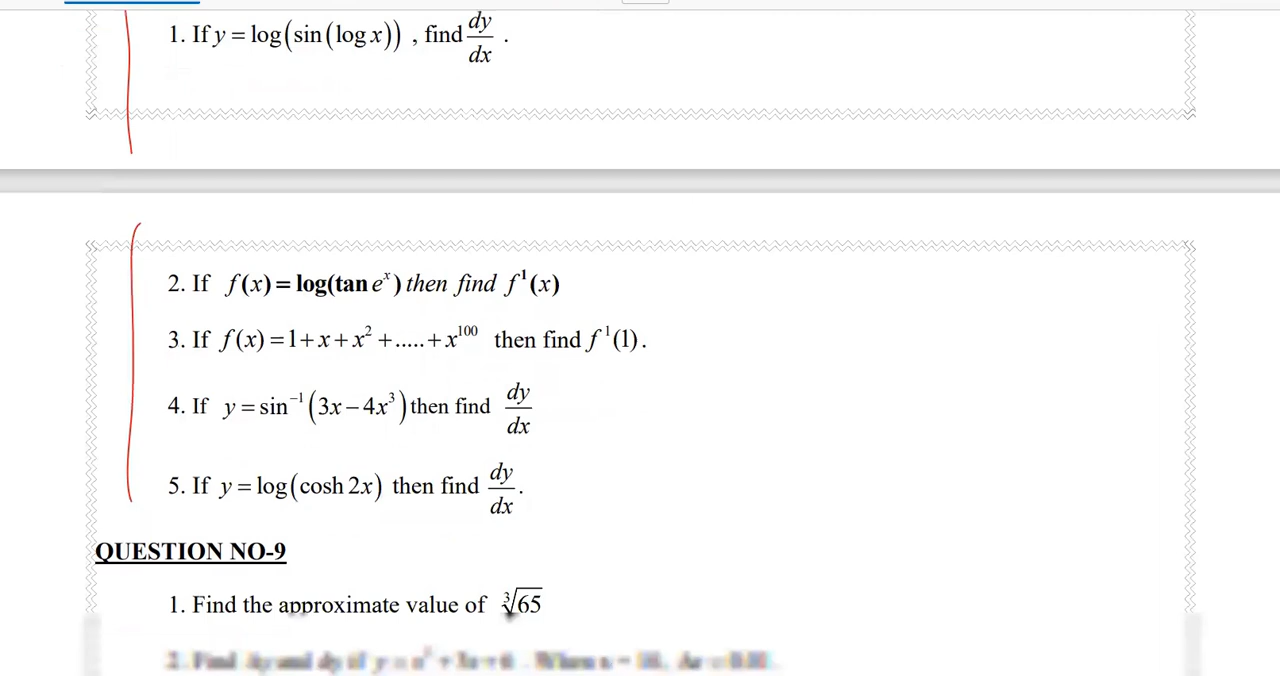 1. If y = log(sin(log x)) , find dy/dx .
2. If f(x) = log(tan eˣ) then find f¹(x)
3. If f(x) = 1 + x + x² + ..... + x¹⁰⁰ then find f¹(1).
4. If y = sin⁻¹(3x − 4x³) then find dy/dx
5. If y = log(cosh 2x) then find dy/dx .
QUESTION NO-9
1. Find the approximate value of ∛65